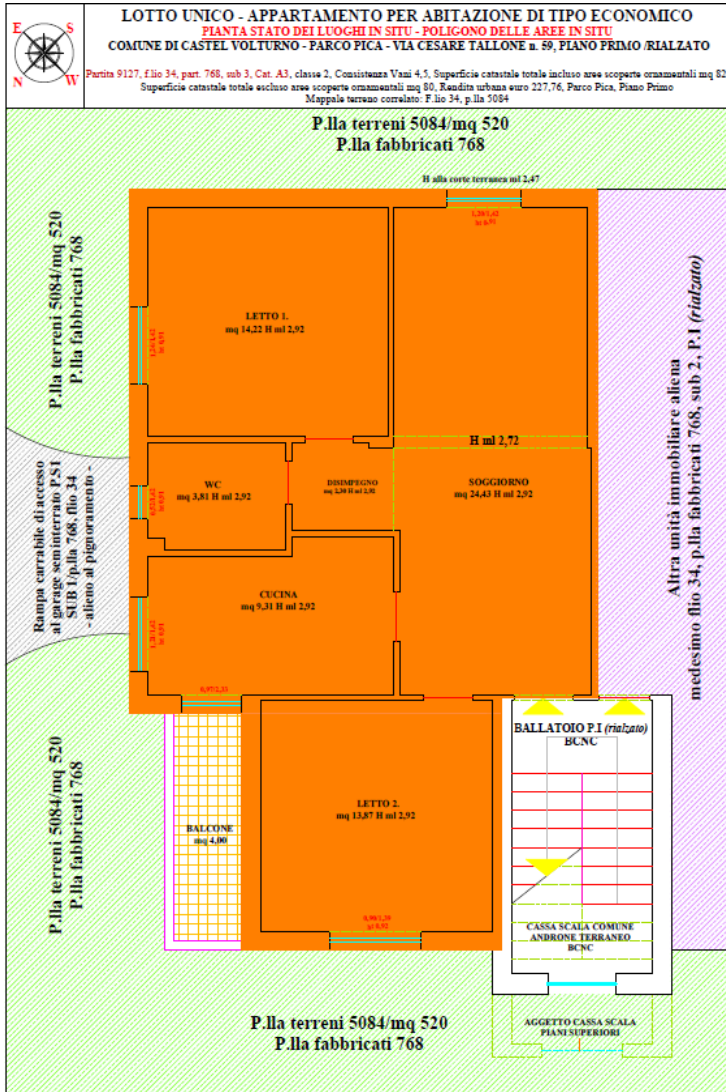 LOTTO UNICO - APPARTAMENTO PER ABITAZIONE DI TIPO ECONOMICO
PIANTA STATO DEI LUOGHI IN SITU - POLIGONO DELLE AREE IN SITU
COMUNE DI CASTEL VOLTURNO - PARCO PICA - VIA CESARE TALLONE n. 59, PIANO PRIMO /RIALZATO
Partita 9127, f.lio 34, part. 768, sub 3, Cat. A3, classe 2, Consistenza Vani 4,5, Superficie catastale totale incluso aree scoperte ornamentali mq 82
Superficie catastale totale escluso aree scoperte ornamentali mq 80, Rendita urbana euro 227,76, Parco Pica, Piano Primo
Mappale terreno correlato: F.lio 34, p.lla 5084
E
S
N
W
P.lla terreni 5084/mq 520
P.lla fabbricati 768
H alla corte terranea ml 2,47
P.lla terreni 5084/mq 520
P.lla fabbricati 768
LETTO 1.
mq 14,22 H ml 2,92
H ml 2,72
Altra unità immobiliare aliena
medesimo flio 34, p.lla fabbricati 768, sub 2, P.I (rialzato)
Rampa carrabile di accesso
al garage seminterrato P.S1
SUB 1/p.lla 768, flio 34
- alieno al pignoramento -
WC
mq 3,81 H ml 2,92
DISIMPEGNO
mq 2,30 H ml 2,92
SOGGIORNO
mq 24,43 H ml 2,92
CUCINA
mq 9,31 H ml 2,92
0,97/2,33
BALLATOIO P.I (rialzato)
BCNC
P.lla terreni 5084/mq 520
P.lla fabbricati 768
BALCONE
mq 4,00
LETTO 2.
mq 13,87 H ml 2,92
CASSA SCALA COMUNE
ANDRONE TERRANEO
BCNC
P.lla terreni 5084/mq 520
P.lla fabbricati 768
AGGETTO CASSA SCALA
PIANI SUPERIORI